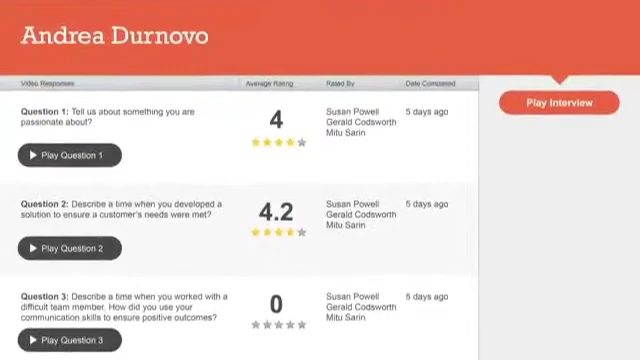 Andrea Durnovo
Video Responses Average Rating Rated By Date Completed
Play Interview
Question 1: Tell us about something you are
passionate about?
4
Susan Powell
Gerald Codsworth
Mitu Sarin
5 days ago
Play Question 1
Question 2: Describe a time when you developed a
solution to ensure a customer's needs were met?
4.2
Susan Powell
Gerald Codsworth
Mitu Sarin
5 days ago
Play Question 2
Question 3: Describe a time when you worked with a
difficult team member. How did you use your
communication skills to ensure positive outcomes?
0
Susan Powell
Gerald Codsworth
Mitu Sarin
5 days ago
Play Question 3